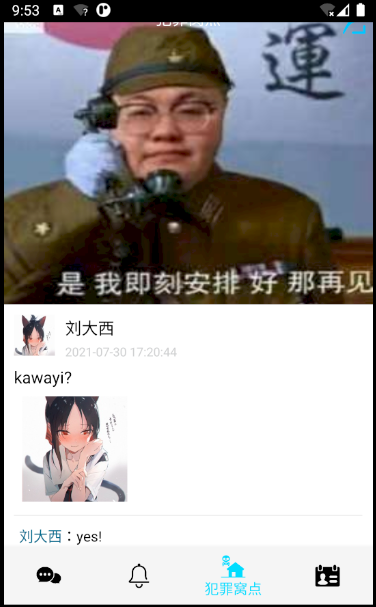 9:53
運
是 我即刻安排 好 那再见
刘大西
2021-07-30 17:20:44
kawayi?
刘大西：yes!
犯罪窝点